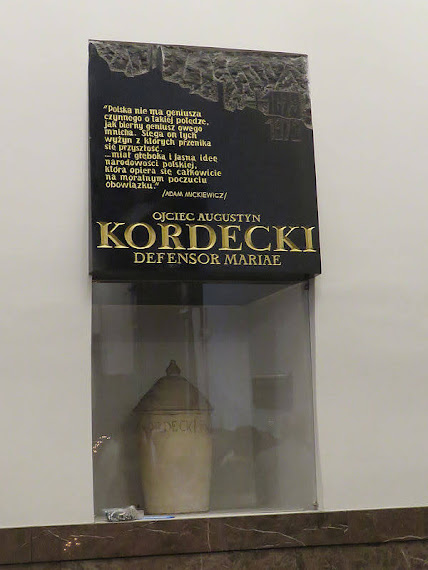 "Polska nie ma geniusza
czynnego o takiej potędze,
jak bierny geniusz owego
mnicha. Sięga on tych
wyżyn z których przenika
się przyszłość.
...miał głęboką i jasną ideę
narodowości polskiej,
która opiera się całkowicie
na moralnym poczuciu
obowiązku."
/ADAM MICKIEWICZ/
OJCIEC AUGUSTYN
KORDECKI
DEFENSOR MARIAE
KORDECKI